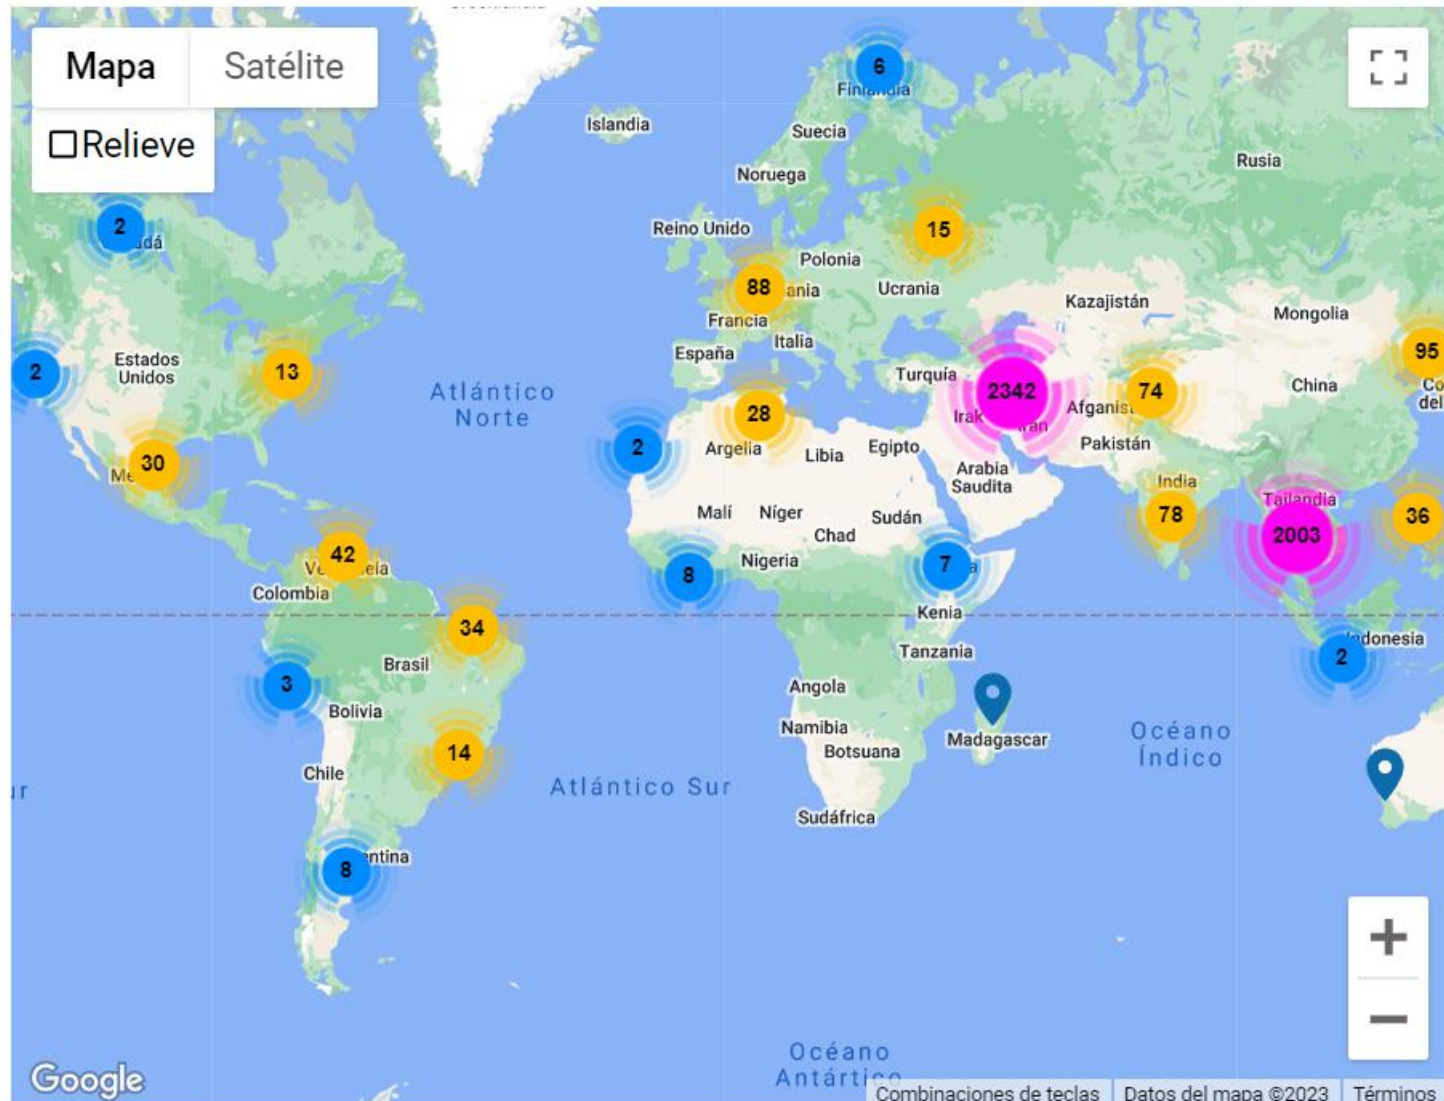 Mapa
Satélite
Relieve
6
Islandia
Suecia
Rusia
Noruega
2
Reino Unido
15
Polonia
88
Ucrania
Kazajistán
Francia
Mongolia
Italia
España
95
Estados
Unidos
2
13
Turquía
2342
74
China
Atlántico
Norte
28
Irak
Pakistán
2
Argelia
Libia
Egipto
Arabia
Saudita
30
India
Tailandia
Malí
Níger
Sudán
78
36
Chad
2003
42
Nigeria
7
8
Colombia
Kenia
34
Indonesia
Tanzania
2
Brasil
3
Angola
Bolivia
Namibia
Madagascar
Océano
Índico
Botsuana
14
Chile
Atlántico Sur
Sudáfrica
8
Océano
Antártico
Google
Combinaciones de teclas
Datos del mapa ©2023
Términos